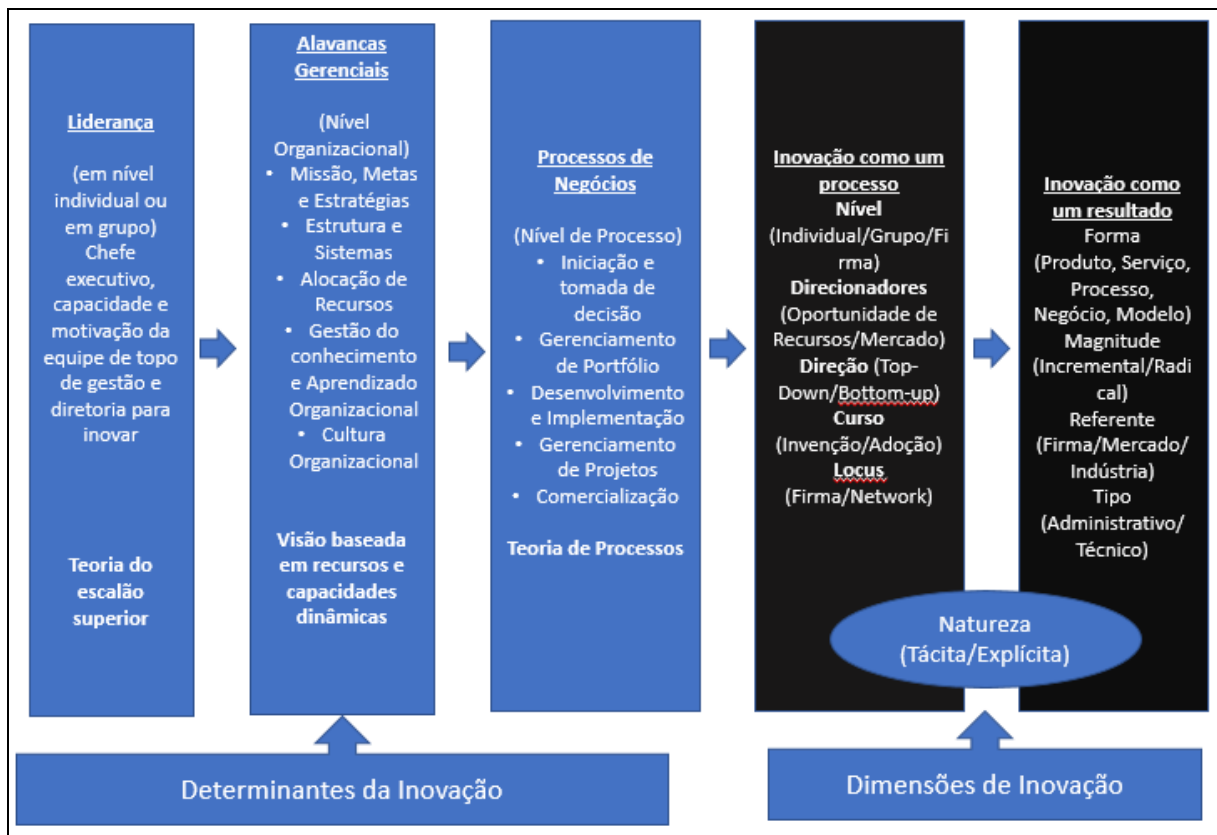 Liderança
(em nível
individual ou
em grupo)
Chefe
executivo,
capacidade e
motivação da
equipe de topo
de gestão e
diretoria para
inovar
Teoria do
escalão
superior
Alavancas
Gerenciais
(Nível
Organizacional)
• Missão, Metas
e Estratégias
• Estrutura e
Sistemas
• Alocação de
Recursos
• Gestão do
conhecimento
e Aprendizado
Organizacional
• Cultura
Organizacional
Visão baseada
em recursos e
capacidades
dinâmicas
Processos de
Negócios
(Nível de Processo)
• Iniciação e
tomada de
decisão
• Gerenciamento
de Portfólio
• Desenvolvimento
e Implementação
• Gerenciamento
de Projetos
• Comercialização
Teoria de Processos
Inovação como um
processo
Nível
(Individual/Grupo/Fi
rma)
Direcionadores
(Oportunidade de
Recursos/Mercado)
Direção (Top-
Down/Bottom-up)
Curso
(Invenção/Adoção)
Locus
(Firma/Network)
Inovação como
um resultado
Forma
(Produto, Serviço,
Processo,
Negócio, Modelo)
Magnitude
(Incremental/Radi
cal)
Referente
(Firma/Mercado/
Indústria)
Tipo
(Administrativo/
Técnico)
Natureza
(Tácita/Explícita)
Determinantes da Inovação
Dimensões de Inovação